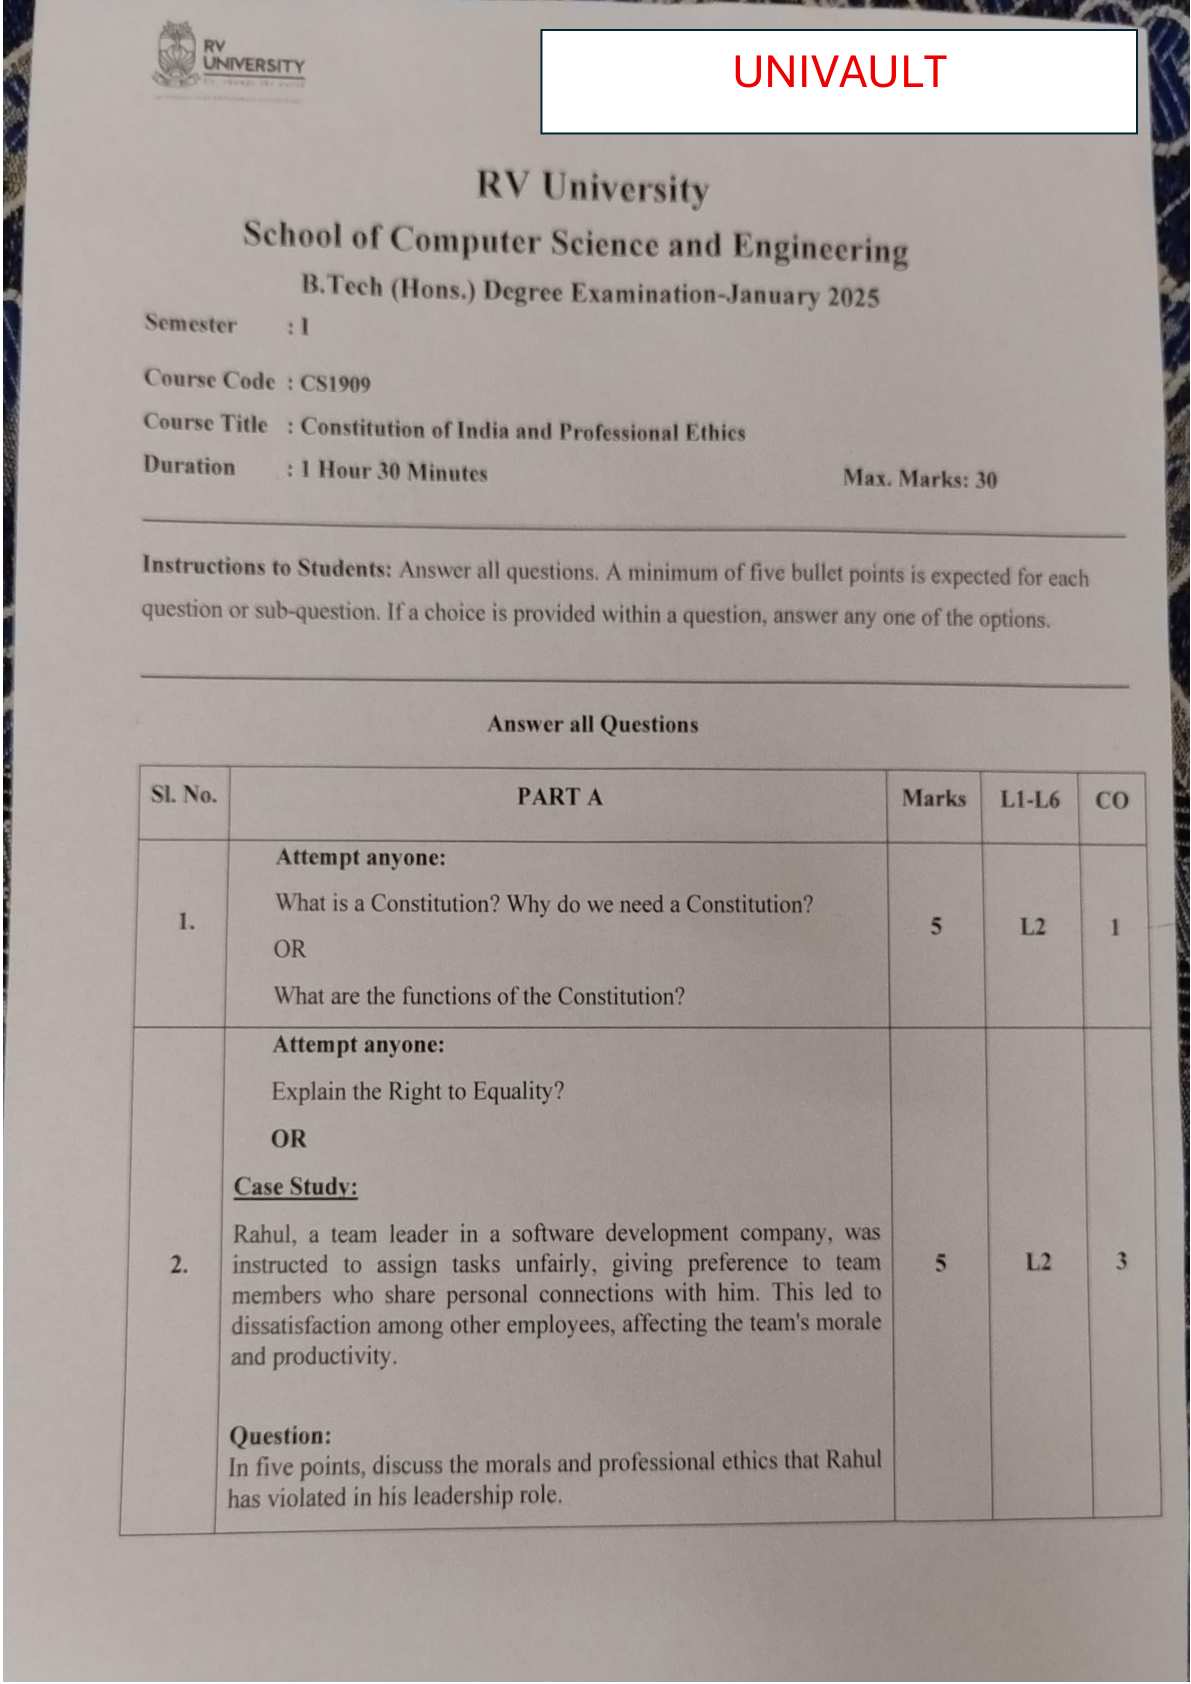 RV
UNIVERSITY
UNIVAULT
RV University
School of Computer Science and Engineering
B.Tech (Hons.) Degree Examination-January 2025
Semester : I
Course Code : CS1909
Course Title : Constitution of India and Professional Ethics
Duration : 1 Hour 30 Minutes Max. Marks: 30
Instructions to Students: Answer all questions. A minimum of five bullet points is expected for each
question or sub-question. If a choice is provided within a question, answer any one of the options.
Answer all Questions
Sl. No. PART A Marks L1-L6 CO
Attempt anyone:
What is a Constitution? Why do we need a Constitution?
1. 5 L2 1
OR
What are the functions of the Constitution?
Attempt anyone:
Explain the Right to Equality?
OR
Case Study:
Rahul, a team leader in a software development company, was
2. instructed to assign tasks unfairly, giving preference to team 5 L2 3
members who share personal connections with him. This led to
dissatisfaction among other employees, affecting the team's morale
and productivity.
Question:
In five points, discuss the morals and professional ethics that Rahul
has violated in his leadership role.